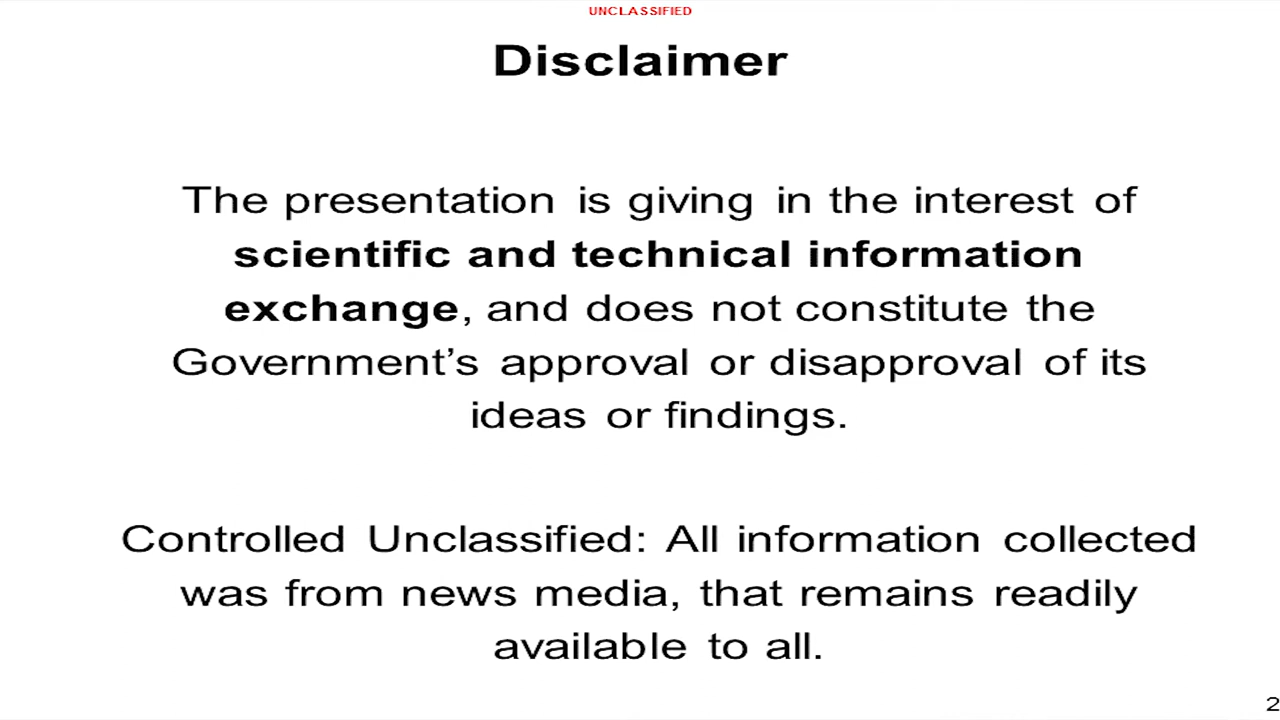 UNCLASSIFIED
Disclaimer
The presentation is giving in the interest of
scientific and technical information
exchange, and does not constitute the
Government’s approval or disapproval of its
ideas or findings.
Controlled Unclassified: All information collected
was from news media, that remains readily
available to all.
2